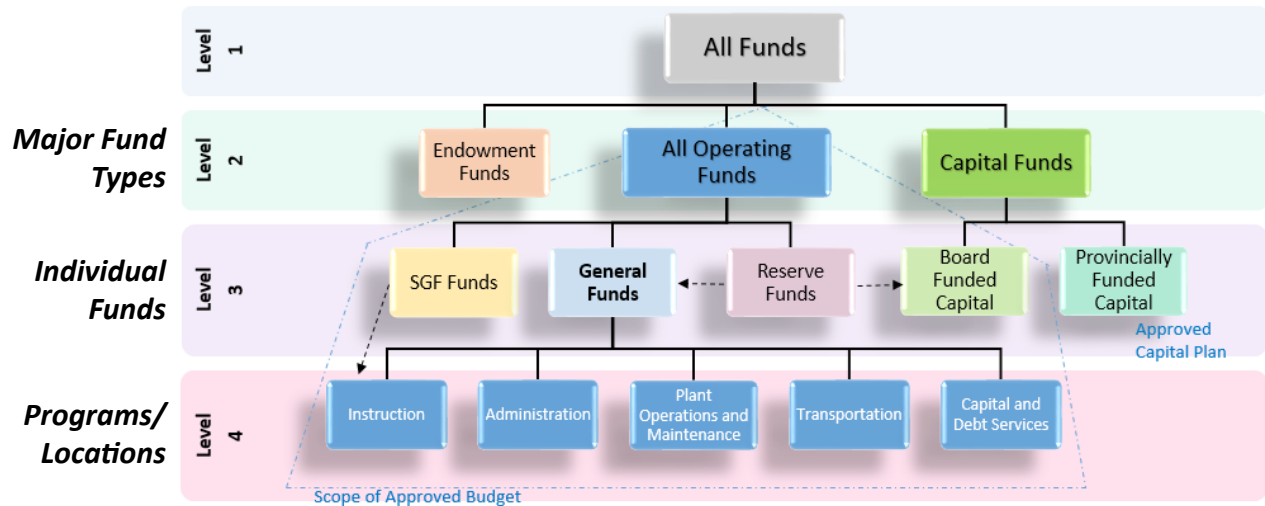 Level
1
All Funds
Major Fund
Types
Level
2
Endowment
Funds
All Operating
Funds
Capital Funds
Individual
Funds
Level
3
SGF Funds
General
Funds
Reserve
Funds
Board
Funded
Capital
Provincially
Funded
Capital
Approved
Capital Plan
Programs/
Locations
Level
4
Instruction
Administration
Plant
Operations and
Maintenance
Transportation
Capital and
Debt Services
Scope of Approved Budget